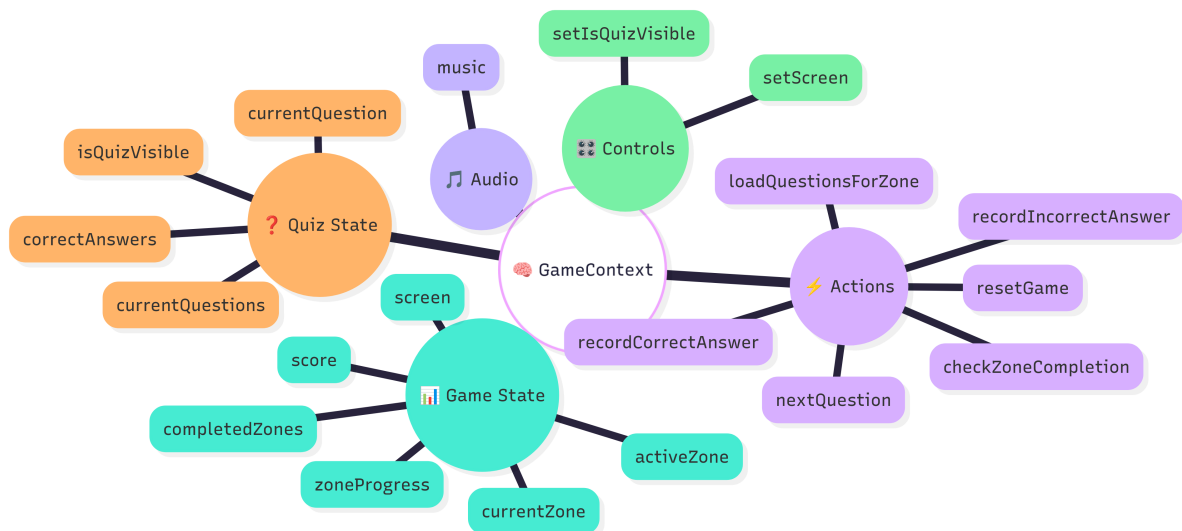 setIsQuizVisible
music
setScreen
currentQuestion
🎛️ Controls
isQuizVisible
🎵 Audio
loadQuestionsForZone
recordIncorrectAnswer
❓ Quiz State
correctAnswers
🧠 GameContext
⚡ Actions
resetGame
currentQuestions
screen
recordCorrectAnswer
score
checkZoneCompletion
📊 Game State
nextQuestion
completedZones
activeZone
zoneProgress
currentZone